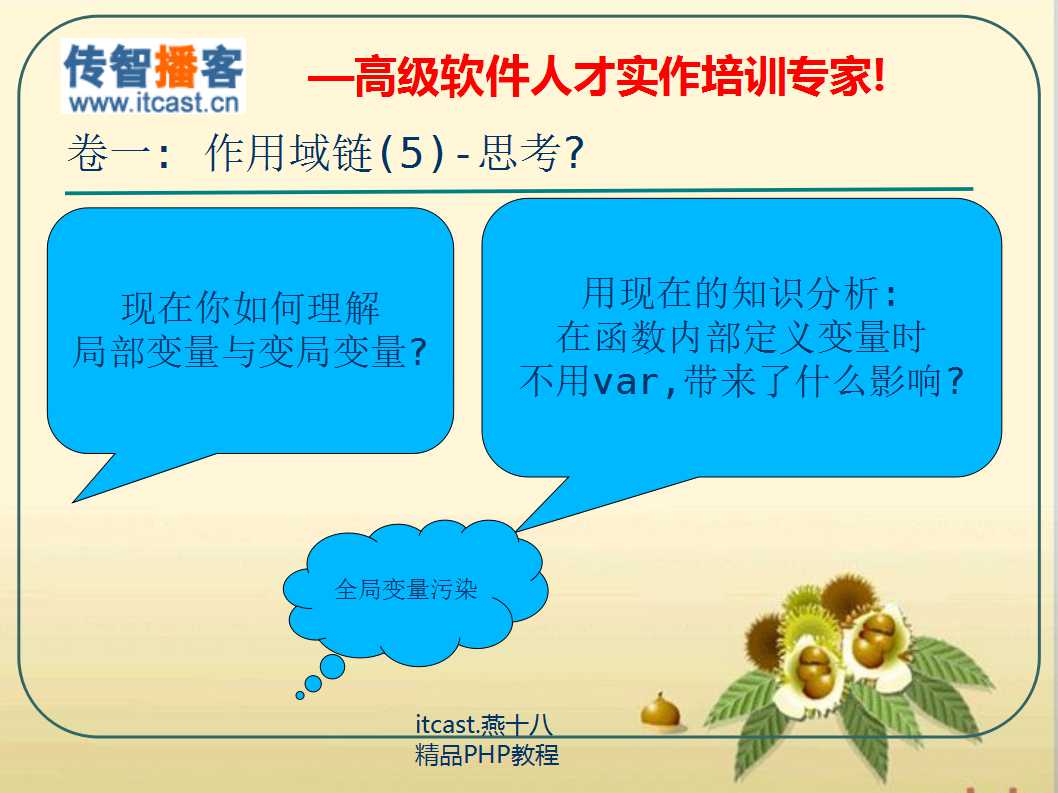 传智播客
www.itcast.cn
—高级软件人才实作培训专家!
卷一: 作用域链(5)-思考?
现在你如何理解
局部变量与变局变量?
用现在的知识分析:
在函数内部定义变量时
不用var,带来了什么影响?
全局变量污染
itcast.燕十八
精品PHP教程